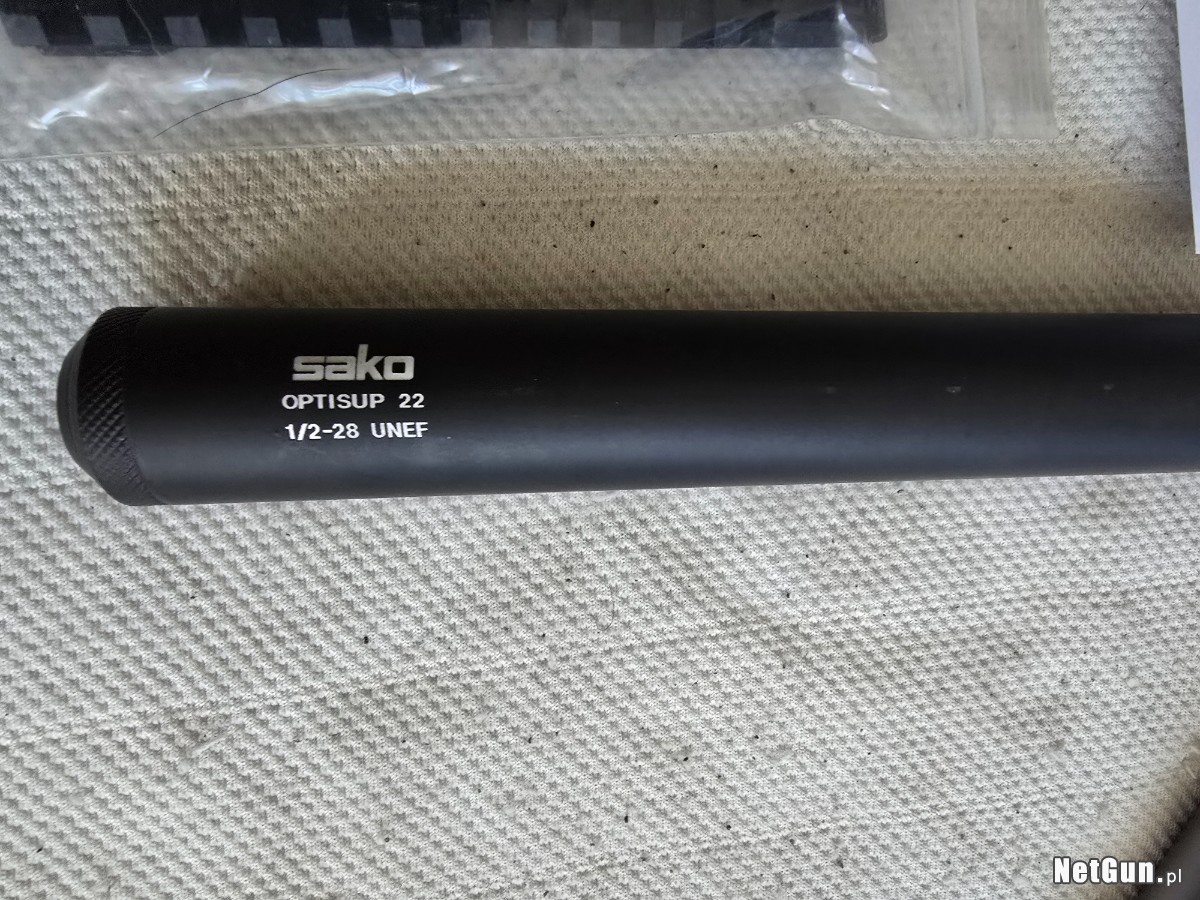 sako
OPTISUP 22
1/2-28 UNEF
NetGun.pl